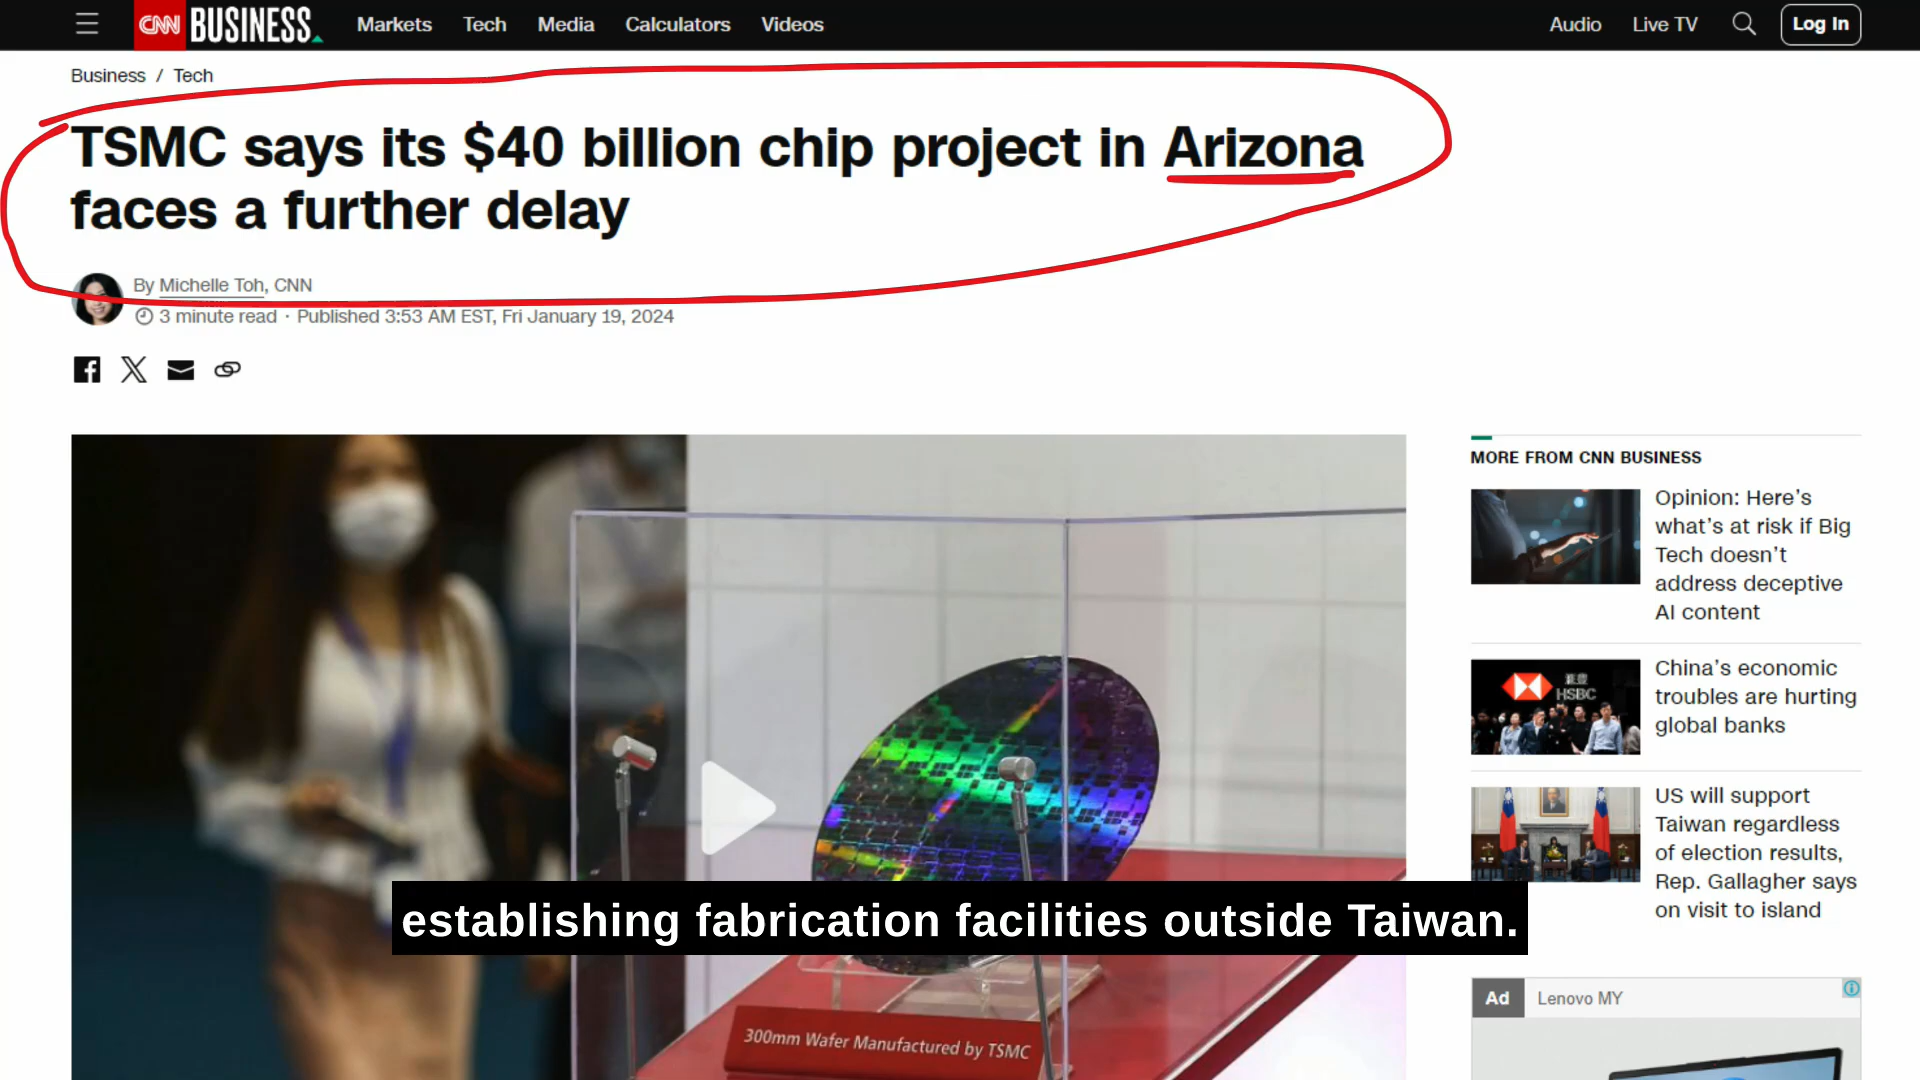 CNN BUSINESS
Markets
Tech
Media
Calculators
Videos
Audio
Live TV
Log In
Business / Tech
TSMC says its $40 billion chip project in Arizona
faces a further delay
By Michelle Toh, CNN
3 minute read · Published 3:53 AM EST, Fri January 19, 2024
MORE FROM CNN BUSINESS
Opinion: Here’s
what’s at risk if Big
Tech doesn’t
address deceptive
AI content
滙豐
HSBC
China’s economic
troubles are hurting
global banks
US will support
Taiwan regardless
of election results,
Rep. Gallagher says
on visit to island
establishing fabrication facilities outside Taiwan.
300mm Wafer Manufactured by TSMC
Ad
Lenovo MY